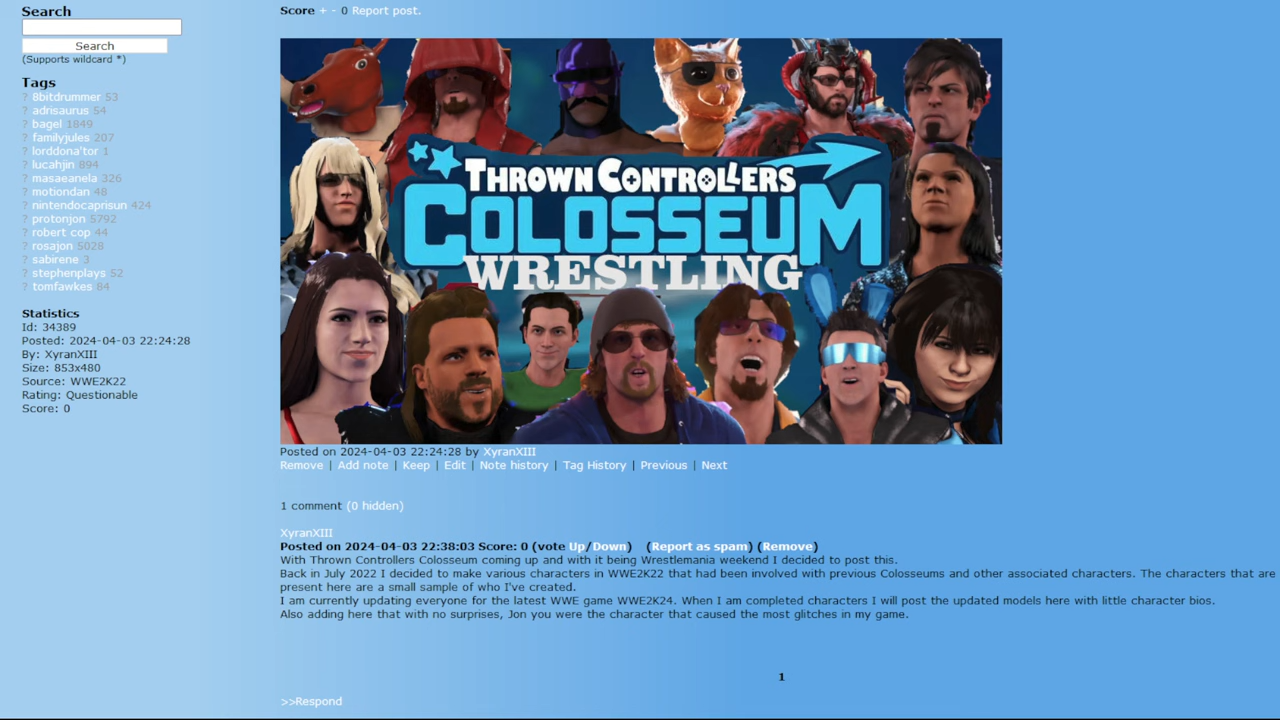 Search
Search
(Supports wildcard *)
Tags
? 8bitdrummer 53
? adrisaurus 54
? bagel 1849
? familyjules 207
? lorddona'tor 1
? lucahjin 894
? masaeanela 326
? motiondan 48
? nintendocaprisun 424
? protonjon 5792
? robert cop 44
? rosajon 5028
? sabirene 3
? stephenplays 52
? tomfawkes 84
Statistics
Id: 34389
Posted: 2024-04-03 22:24:28
By: XyranXIII
Size: 853x480
Source: WWE2K22
Rating: Questionable
Score: 0
Score + - 0 Report post.
THROWN CONTROLLERS
COLOSSEUM
WRESTLING
Posted on 2024-04-03 22:24:28 by XyranXIII
Remove | Add note | Keep | Edit | Note history | Tag History | Previous | Next
1 comment (0 hidden)
XyranXIII
Posted on 2024-04-03 22:38:03 Score: 0 (vote Up/Down) (Report as spam) (Remove)
With Thrown Controllers Colosseum coming up and with it being Wrestlemania weekend I decided to post this.
Back in July 2022 I decided to make various characters in WWE2K22 that had been involved with previous Colosseums and other associated characters. The characters that are
present here are a small sample of who I've created.
I am currently updating everyone for the latest WWE game WWE2K24. When I am completed characters I will post the updated models here with little character bios.
Also adding here that with no surprises, Jon you were the character that caused the most glitches in my game.
1
>>Respond